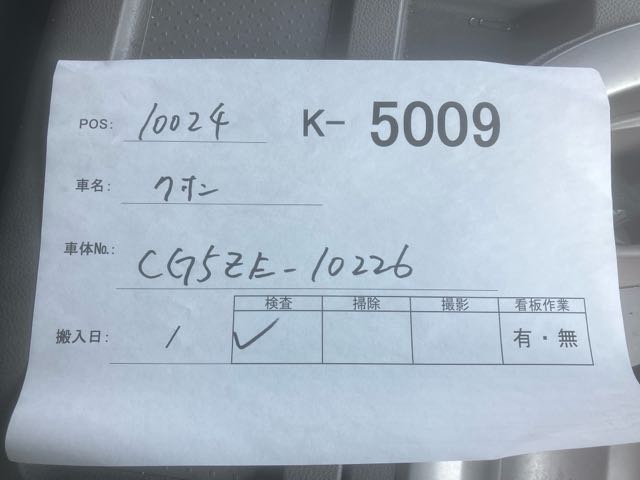 POS: 10024 K- 5009
車名: クオン
車体No.: CG5ZE-10226
検査 掃除 撮影 看板作業
搬入日: / ✓ 有・無